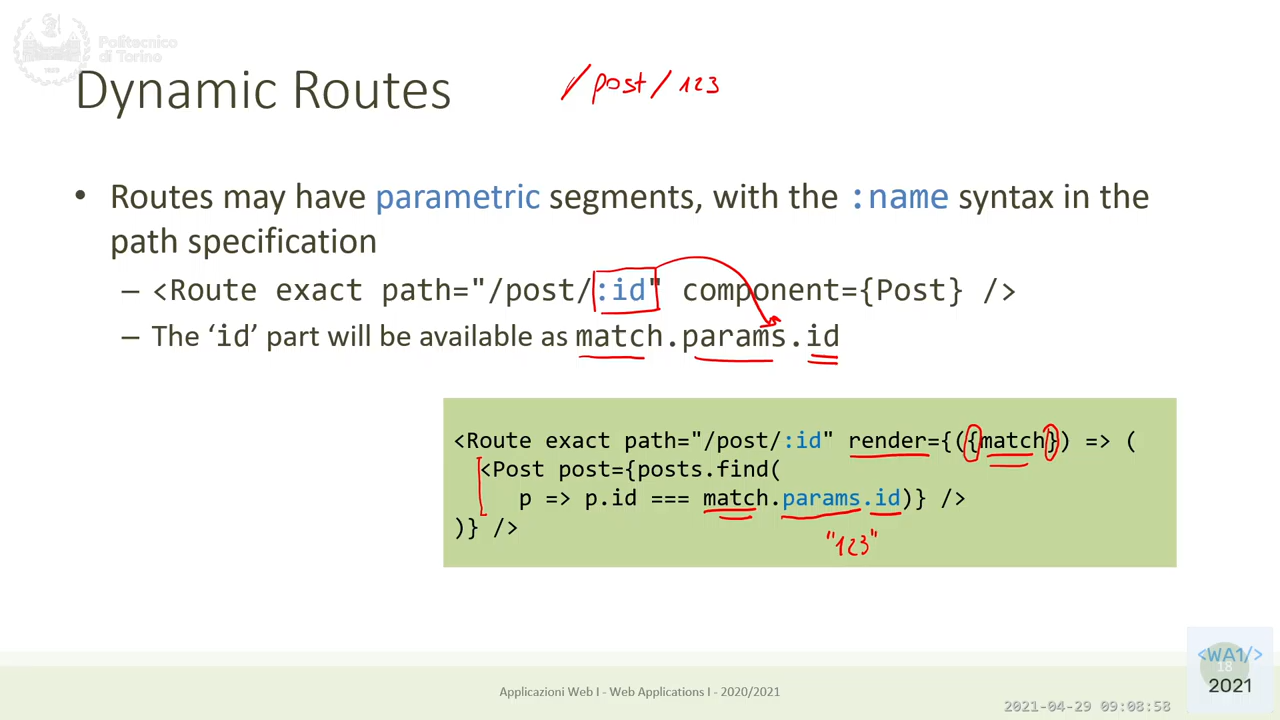 Politecnico
di Torino
Dynamic Routes
/post/123
• Routes may have parametric segments, with the :name syntax in the
path specification
– <Route exact path="/post/:id" component={Post} />
– The ‘id’ part will be available as match.params.id
<Route exact path="/post/:id" render={({match}) => (
<Post post={posts.find(
p => p.id === match.params.id)} />
)} />
"123"
<WA1/>
18
2021
Applicazioni Web I - Web Applications I - 2020/2021
2021-04-29 09:08:58